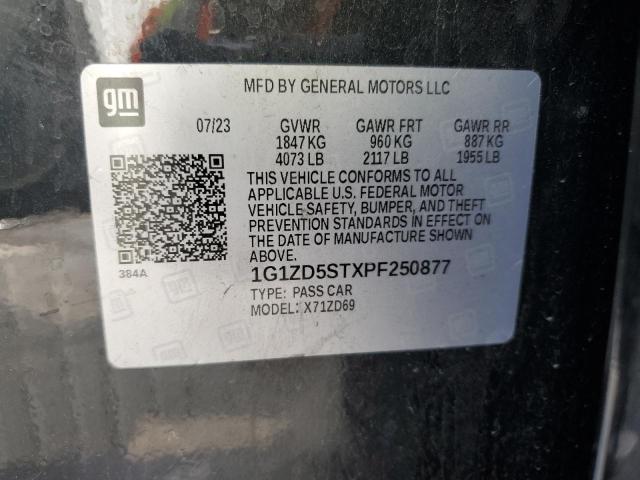 gm
MFD BY GENERAL MOTORS LLC
07/23 GVWR GAWR FRT GAWR RR
1847 KG 960 KG 887 KG
4073 LB 2117 LB 1955 LB
THIS VEHICLE CONFORMS TO ALL
APPLICABLE U.S. FEDERAL MOTOR
VEHICLE SAFETY, BUMPER, AND THEFT
PREVENTION STANDARDS IN EFFECT ON
THE DATE OF MANUFACTURE SHOWN
ABOVE.
384A
1G1ZD5STXPF250877
TYPE: PASS CAR
MODEL: X71ZD69